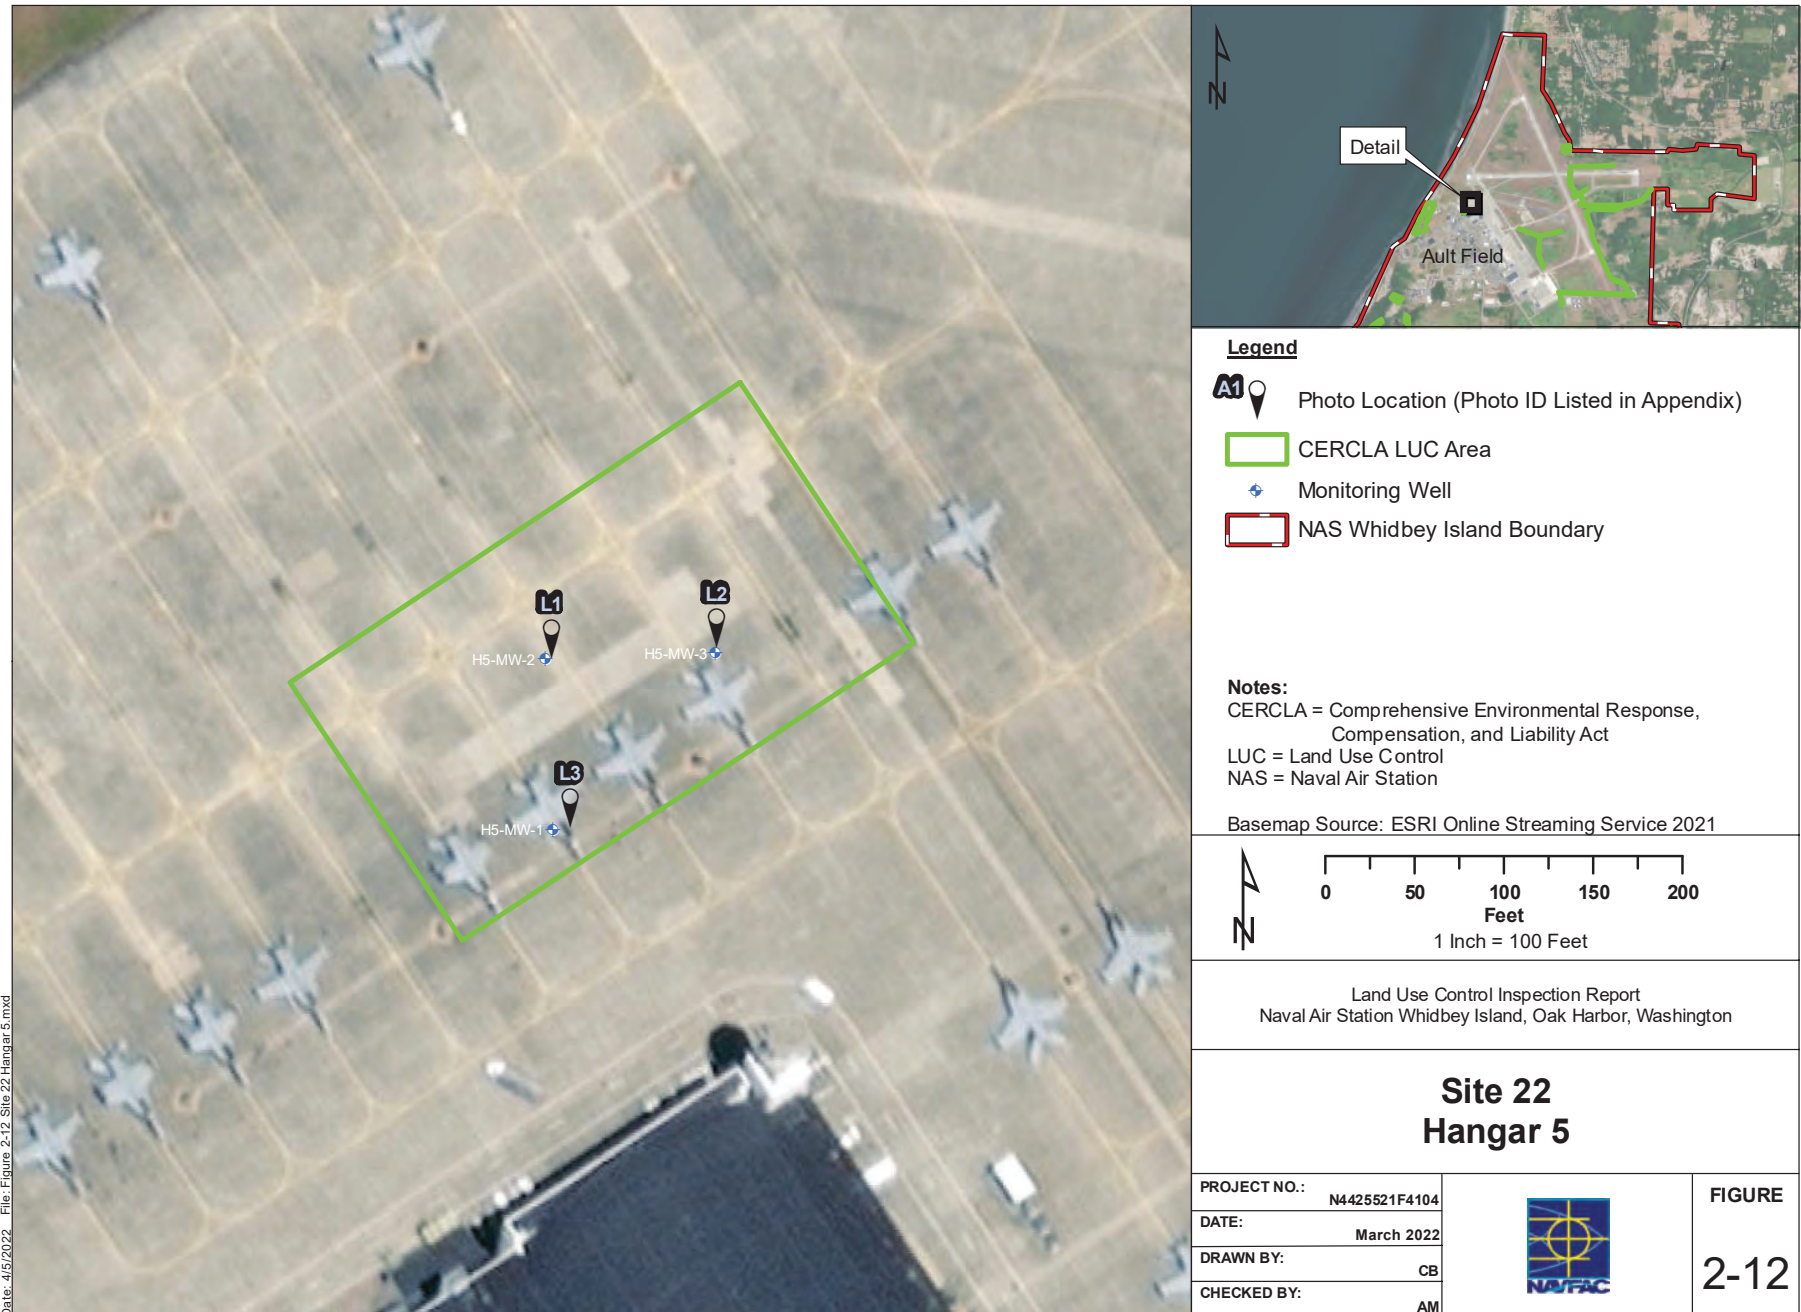 Detail
Ault Field
N
Legend
A1
Photo Location (Photo ID Listed in Appendix)
CERCLA LUC Area
Monitoring Well
NAS Whidbey Island Boundary
L1
L2
H5-MW-2
H5-MW-3
L3
H5-MW-1
Notes:
CERCLA = Comprehensive Environmental Response,
Compensation, and Liability Act
LUC = Land Use Control
NAS = Naval Air Station
Basemap Source: ESRI Online Streaming Service 2021
N
0 50 100 150 200
Feet
1 Inch = 100 Feet
Land Use Control Inspection Report
Naval Air Station Whidbey Island, Oak Harbor, Washington
Site 22
Hangar 5
PROJECT NO.:
N4425521F4104
DATE:
March 2022
DRAWN BY:
CB
CHECKED BY:
AM
NAVFAC
FIGURE
2-12
Date: 4/5/2022 File: Figure 2-12 Site 22 Hangar 5.mxd